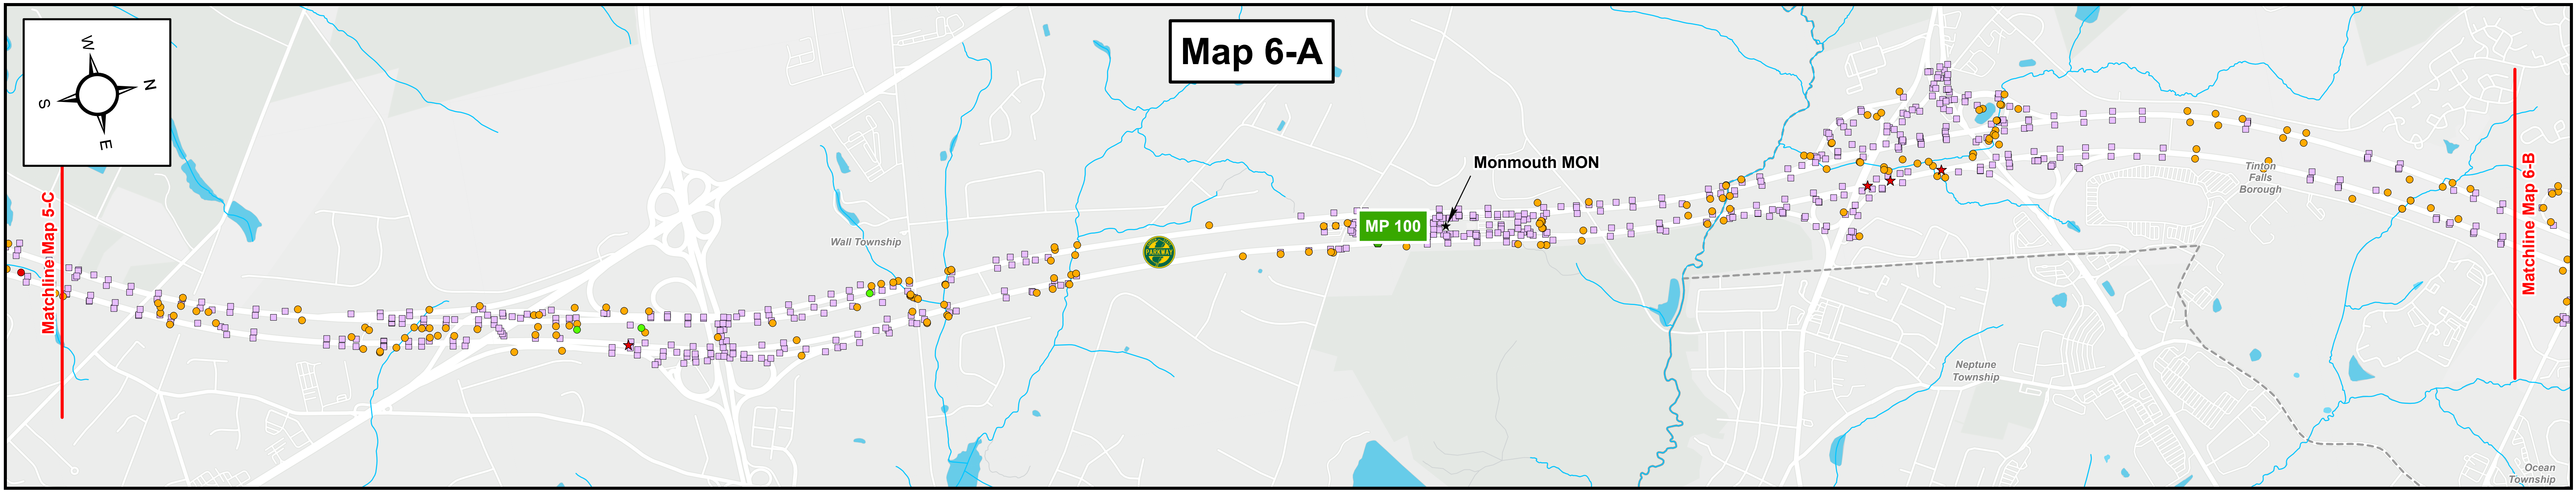 Map 6-A
W
N
S
E
Matchline Map 5-C
Wall Township
PARKWAY
MP 100
Monmouth MON
Tinton
Falls
Borough
Matchline Map 6-B
Neptune
Township
Ocean
Township